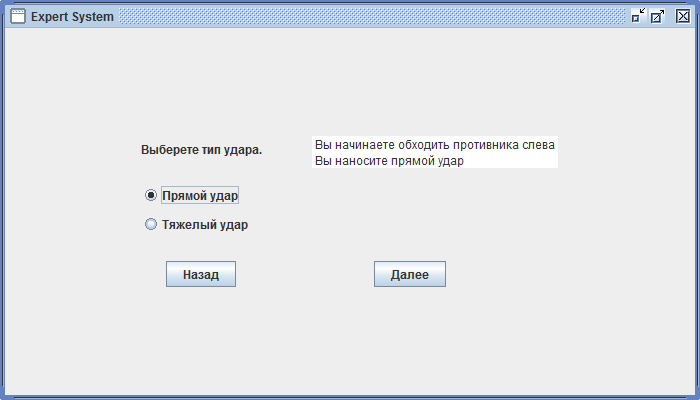 Expert System
Выберете тип удара.
Вы начинаете обходить противника слева
Вы наносите прямой удар
Прямой удар
Тяжелый удар
Назад
Далее